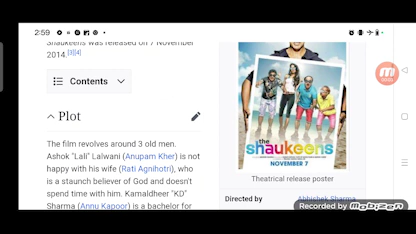 2:59
Shaukeens was released on 7 November
2014.[3][4]
Contents
Plot
The film revolves around 3 old men.
Ashok "Lali" Lalwani (Anupam Kher) is not
happy with his wife (Rati Agnihotri), who
is a staunch believer of God and doesn't
spend time with him. Kamaldheer "KD"
Sharma (Annu Kapoor) is a bachelor for
the
shaukeens
NOVEMBER 7
Theatrical release poster
Directed by
Abhishek Sharma
Recorded by MOBIZEN